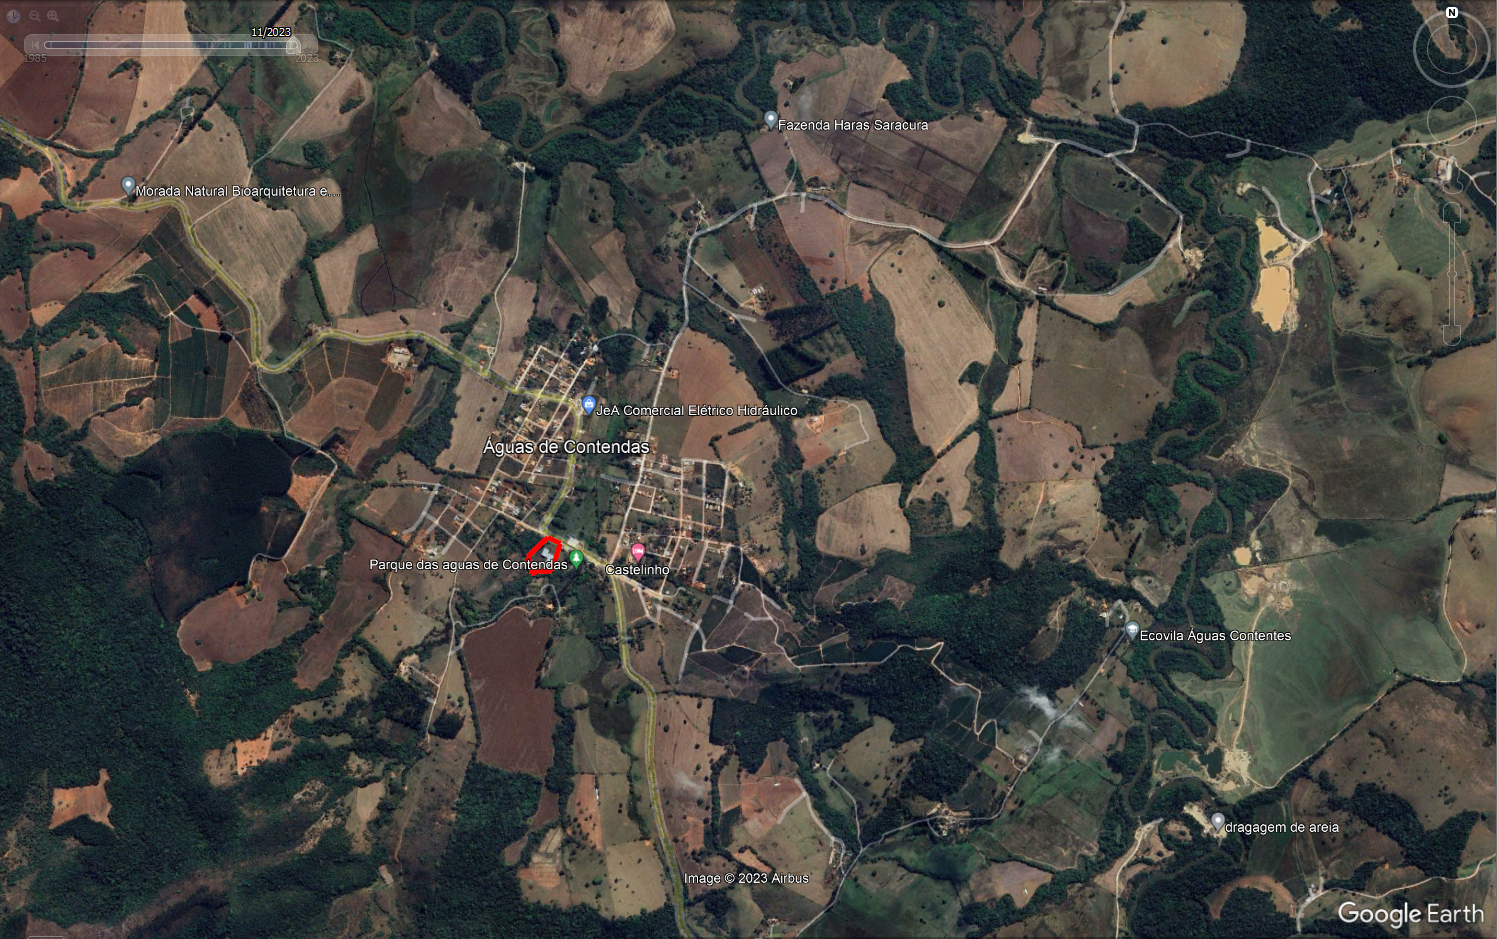 11/2023
1985
2023
N
Fazenda Haras Saracura
Morada Natural Bioarquitetura e...
JeA Comercial Elétrico Hidráulico
Águas de Contendas
Parque das aguas de Contendas
Castelinho
Ecovila Águas Contentes
dragagem de areia
Image © 2023 Airbus
Google Earth